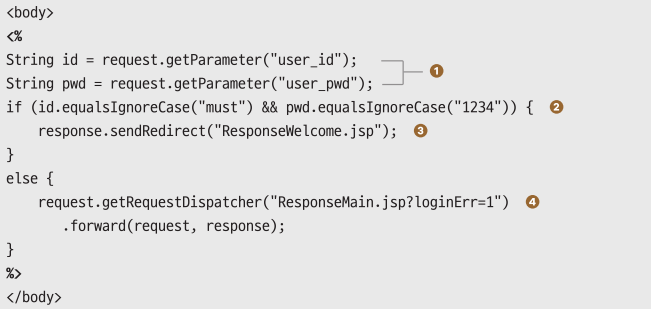 <body>
<%
String id = request.getParameter("user_id");
String pwd = request.getParameter("user_pwd"); ❶
if (id.equalsIgnoreCase("must") && pwd.equalsIgnoreCase("1234")) { ❷
    response.sendRedirect("ResponseWelcome.jsp"); ❸
}
else {
    request.getRequestDispatcher("ResponseMain.jsp?loginErr=1") ❹
        .forward(request, response);
}
%>
</body>